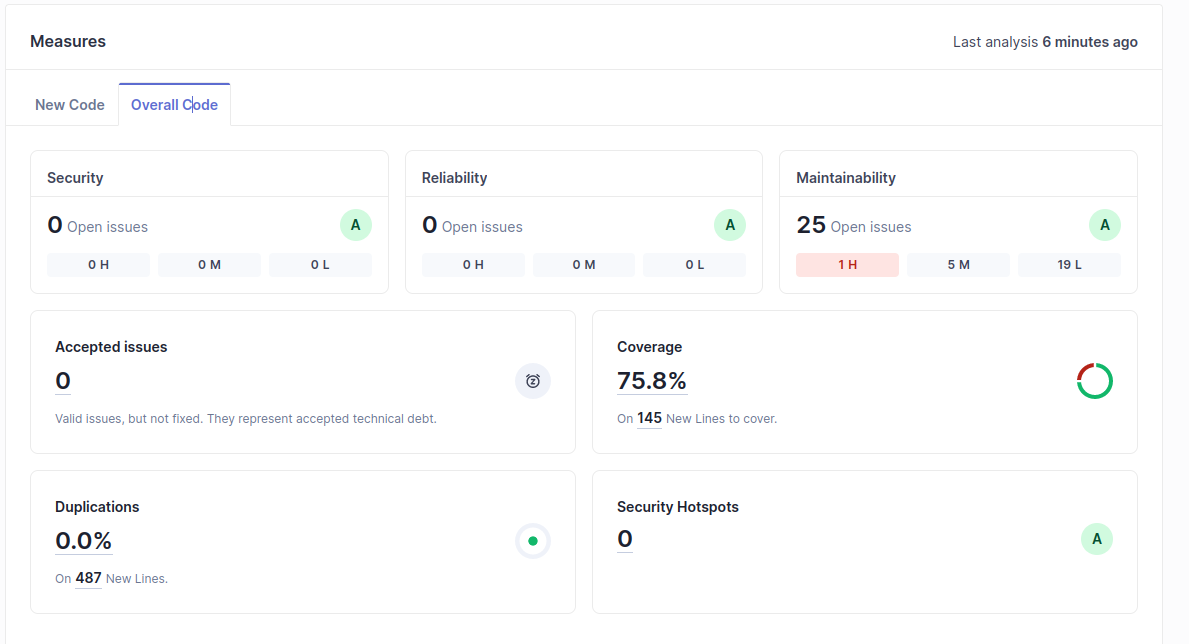 Measures
Last analysis 6 minutes ago
New Code
Overall Code
Security
0 Open issues
A
0 H
0 M
0 L
Reliability
0 Open issues
A
0 H
0 M
0 L
Maintainability
25 Open issues
A
1 H
5 M
19 L
Accepted issues
0
Valid issues, but not fixed. They represent accepted technical debt.
Coverage
75.8%
On 145 New Lines to cover.
Duplications
0.0%
On 487 New Lines.
Security Hotspots
0
A